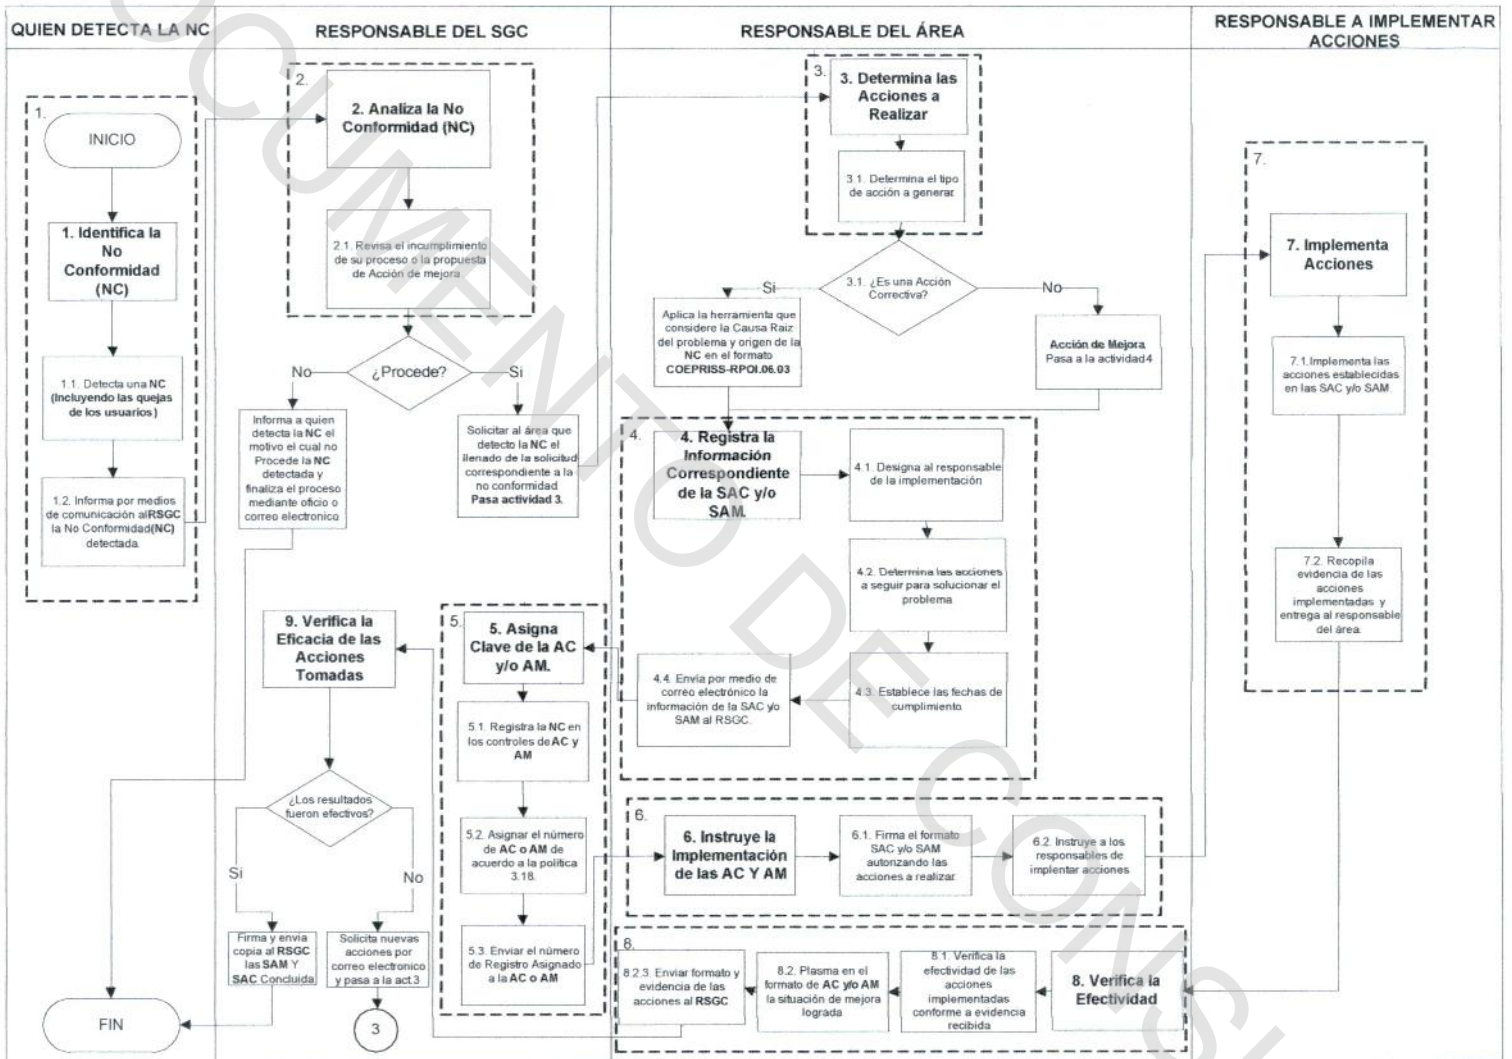 QUIEN DETECTA LA NC
RESPONSABLE DEL SGC
RESPONSABLE DEL ÁREA
RESPONSABLE A IMPLEMENTAR
ACCIONES
1.
INICIO
1. Identifica la
No
Conformidad
(NC)
1.1. Detecta una NC
(Incluyendo las quejas
de los usuarios)
1.2. Informa por medios
de comunicación al RSGC
la No Conformidad(NC)
detectada.
2.
2. Analiza la No
Conformidad (NC)
2.1. Revisa el incumplimiento
de su proceso o la propuesta
de Acción de mejora
¿Procede?
No
Si
Informa a quien
detecta la NC el
motivo el cual no
Procede la NC
detectada y
finaliza el proceso
mediante oficio o
correo electronico
Solicitar al área que
detecto la NC el
llenado de la solicitud
correspondiente a la
no conformidad
Pasa actividad 3.
3.
3. Determina las
Acciones a
Realizar
3.1. Determina el tipo
de acción a generar.
3.1. ¿Es una Acción
Correctiva?
Si
No
Aplica la herramienta que
considere la Causa Raiz
del problema y origen de la
NC en el formato
COEPRISS-RPOI.06.03
Acción de Mejora
Pasa a la actividad 4
4.
4. Registra la
Información
Correspondiente
de la SAC y/o
SAM.
4.1. Designa al responsable
de la implementación
4.2. Determina las acciones
a seguir para solucionar el
problema
4.3. Establece las fechas de
cumplimiento.
4.4. Envía por medio de
correo electrónico la
información de la SAC y/o
SAM al RSGC.
5.
5. Asigna
Clave de la AC
y/o AM.
5.1. Registra la NC en
los controles de AC y
AM
5.2. Asignar el número
de AC o AM de
acuerdo a la política
3.18.
5.3. Enviar el número
de Registro Asignado
a la AC o AM
6.
6. Instruye la
Implementación
de las AC Y AM
6.1. Firma el formato
SAC y/o SAM
autorizando las
acciones a realizar
6.2. Instruye a los
responsables de
implentar acciones
7.
7. Implementa
Acciones
7.1.Implementa las
acciones establecidas
en las SAC y/o SAM.
7.2. Recopila
evidencia de las
acciones
implementadas y
entrega al responsable
del área.
8.
8. Verifica la
Efectividad
8.1. Verifica la
efectividad de las
acciones
implementadas
conforme a evidencia
recibida
8.2. Plasma en el
formato de AC y/o AM
la situación de mejora
lograda
8.2.3. Enviar formato y
evidencia de las
acciones al RSGC
9. Verifica la
Eficacia de las
Acciones
Tomadas
¿Los resultados
fueron efectivos?
Si
No
Firma y envia
copia al RSGC
las SAM Y
SAC Concluida
Solicita nuevas
acciones por
correo electronico
y pasa a la act.3
3
FIN
DOCUMENTO DE CONSU